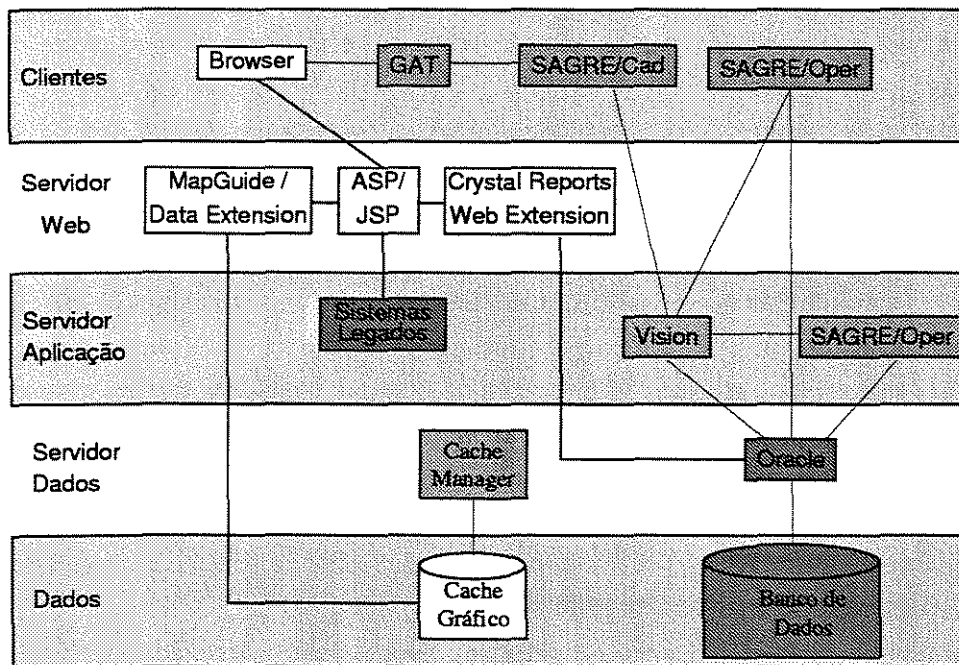 Clientes
Browser
GAT
SAGRE/Cad
SAGRE/Oper
Servidor
Web
MapGuide /
Data Extension
ASP/
JSP
Crystal Reports
Web Extension
Servidor
Aplicação
Sistemas
Legados
Vision
SAGRE/Oper
Servidor
Dados
Cache
Manager
Oracle
Dados
Cache
Gráfico
Banco de
Dados